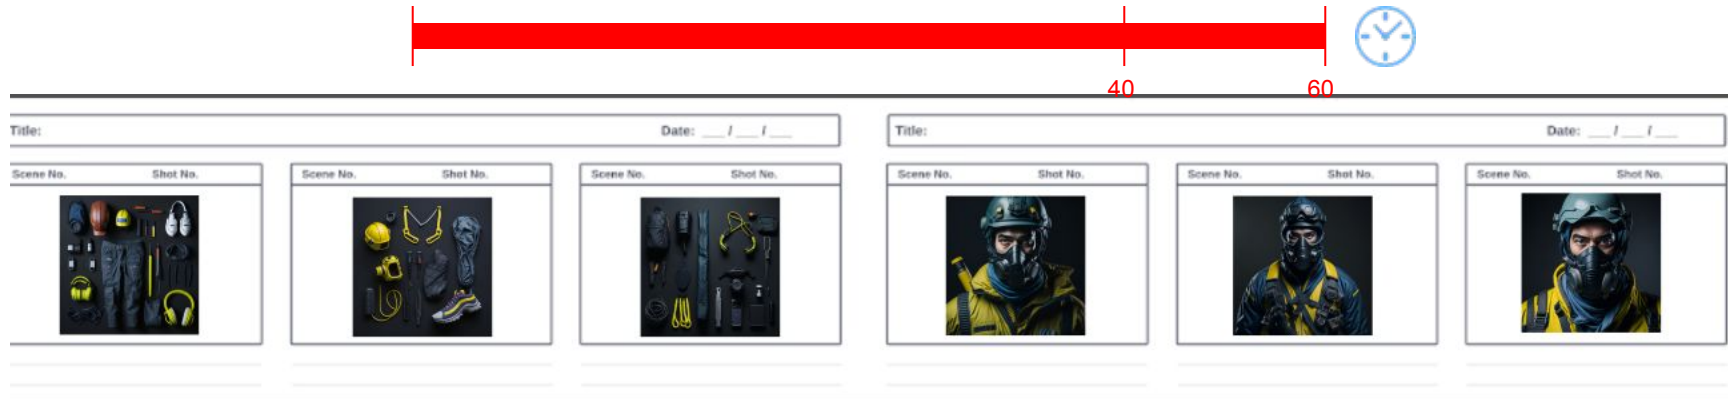 40 60
Title: Date: ___ / ___ / ___ Title: Date: ___ / ___ / ___
Scene No. Shot No. Scene No. Shot No. Scene No. Shot No. Scene No. Shot No. Scene No. Shot No. Scene No. Shot No.